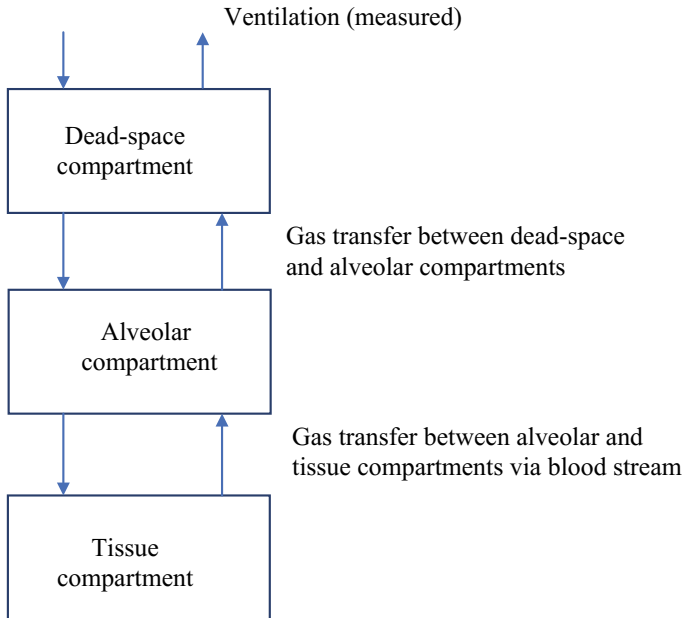 Ventilation (measured)
Dead-space
compartment
Gas transfer between dead-space
and alveolar compartments
Alveolar
compartment
Gas transfer between alveolar and
tissue compartments via blood stream
Tissue
compartment